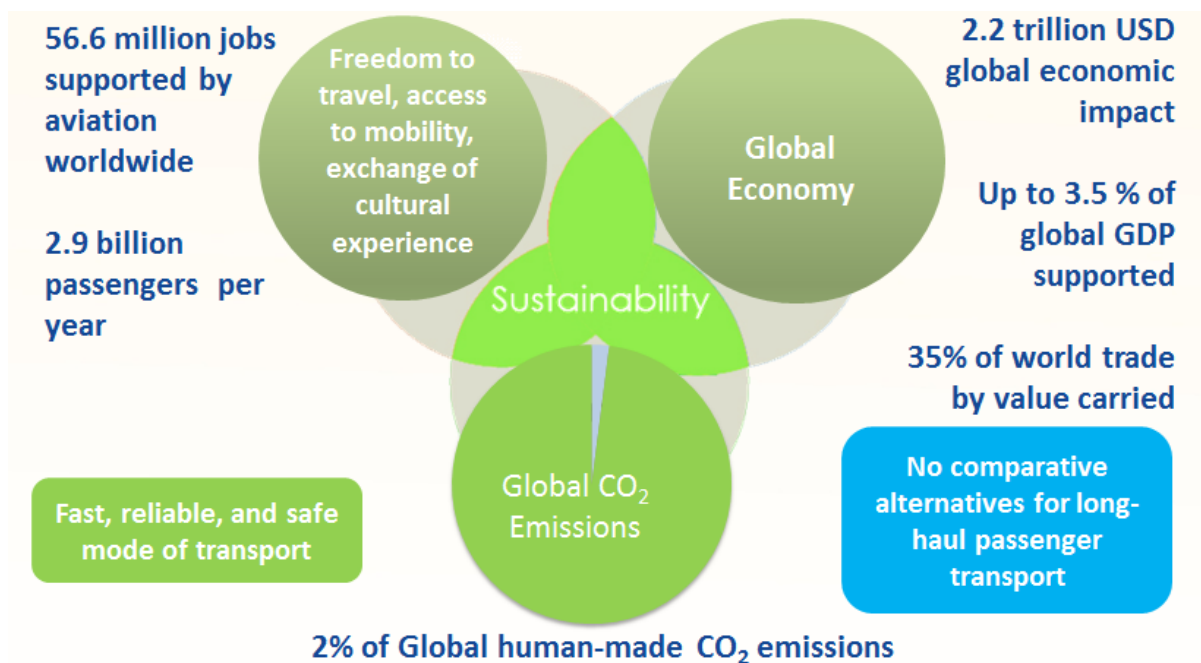 56.6 million jobs
supported by
aviation
worldwide
2.9 billion
passengers per
year
Freedom to
travel, access
to mobility,
exchange of
cultural
experience
Global
Economy
2.2 trillion USD
global economic
impact
Up to 3.5 % of
global GDP
supported
35% of world trade
by value carried
Sustainability
Global CO₂
Emissions
Fast, reliable, and safe
mode of transport
No comparative
alternatives for long-
haul passenger
transport
2% of Global human-made CO₂ emissions